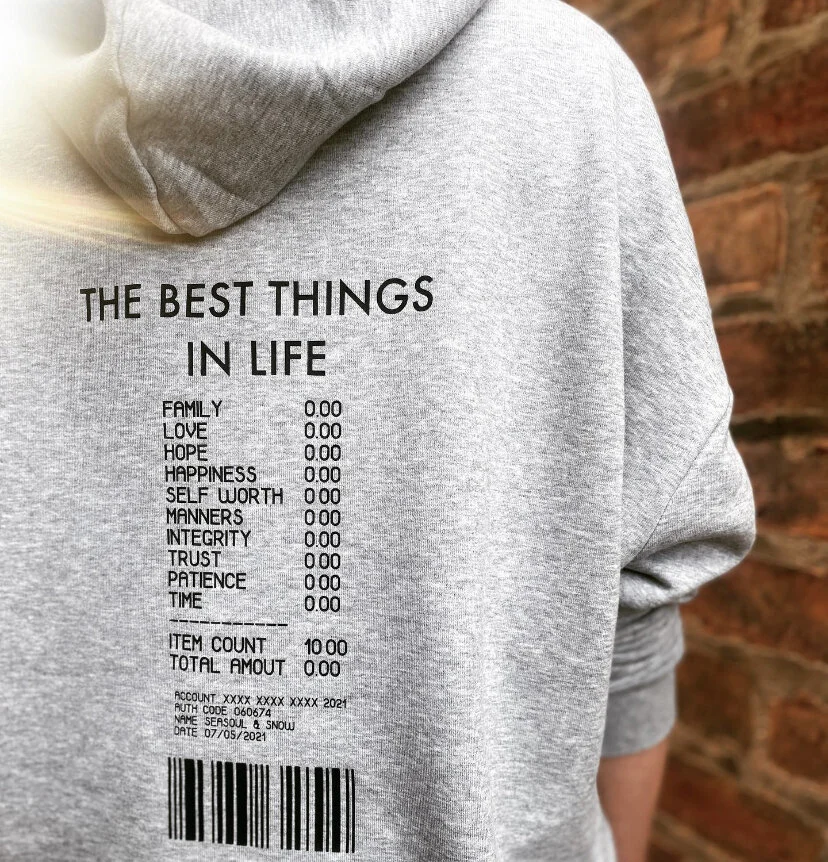 THE BEST THINGS
IN LIFE
FAMILY 0.00
LOVE 0.00
HOPE 0.00
HAPPINESS 0.00
SELF WORTH 0.00
MANNERS 0.00
INTEGRITY 0.00
TRUST 0.00
PATIENCE 0.00
TIME 0.00
------------
ITEM COUNT 10.00
TOTAL AMOUT 0.00
ACCOUNT XXXX XXXX XXXX 2021
AUTH CODE 060674
NAME SEASOUL & SNOW
DATE 07/05/2021